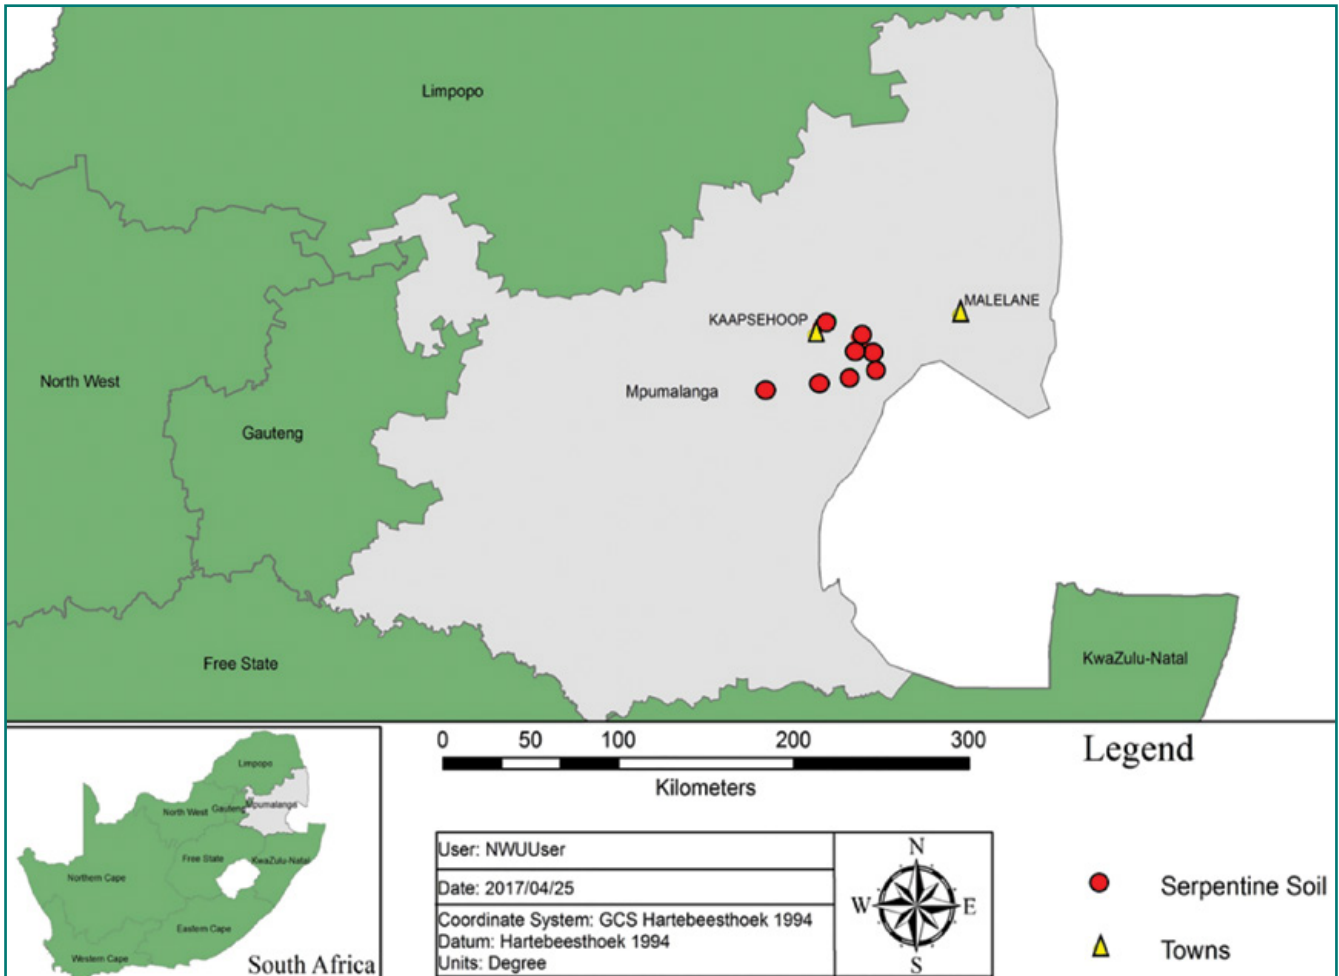 Limpopo
MALELANE
KAAPSEHOOP
North West
Mpumalanga
Gauteng
Free State
KwaZulu-Natal
0 50 100 200 300
Kilometers
Legend
Serpentine Soil
Towns
User: NWUUser
Date: 2017/04/25
Coordinate System: GCS Hartebeesthoek 1994
Datum: Hartebeesthoek 1994
Units: Degree
N
W E
S
Limpopo
North West Gauteng Mpumalanga
Free State KwaZulu-Natal
Northern Cape
Eastern Cape
Western Cape
South Africa